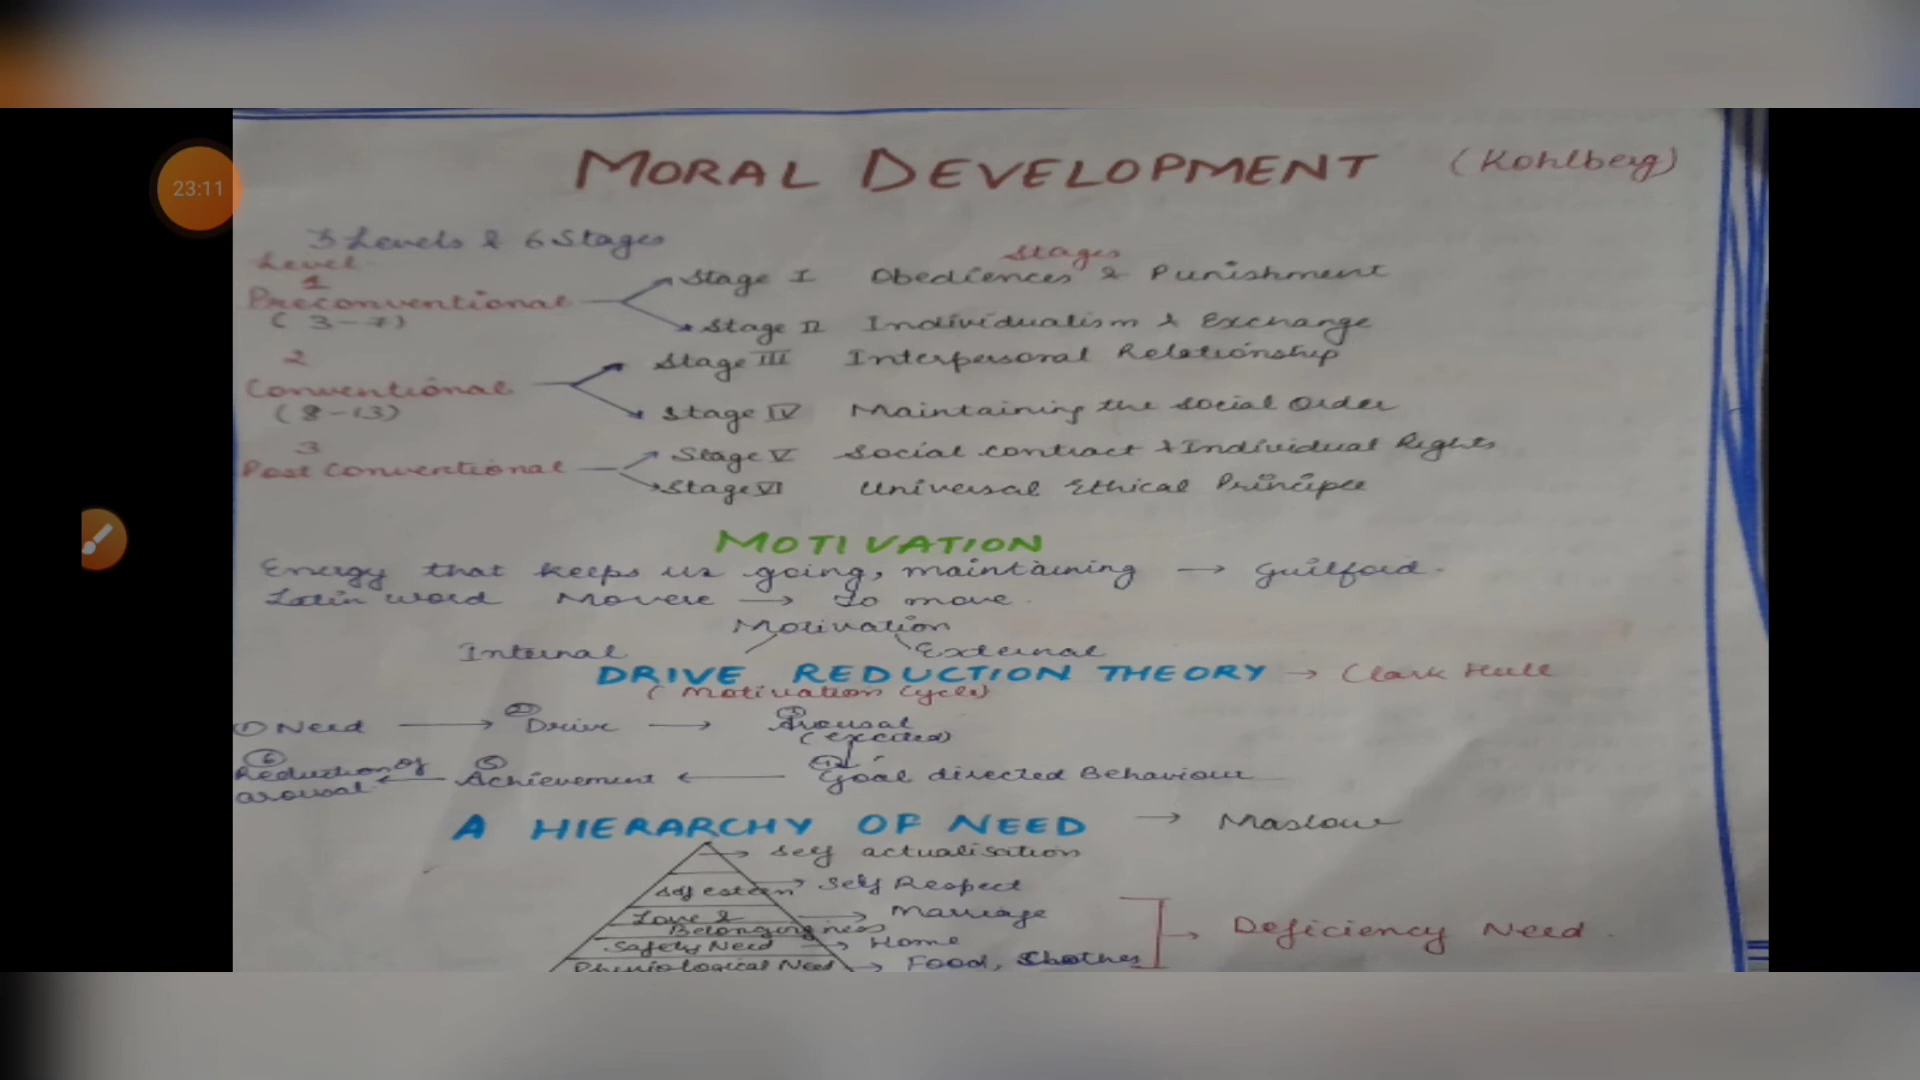 23:11
MORAL DEVELOPMENT (Kohlberg)
3 Levels & 6 Stages
Level
Stages
1
Preconventional
(3-7)
Stage I Obediences & Punishment
Stage II Individualism & Exchange
2
Conventional
(8-13)
Stage III Interpersonal Relationship
Stage IV Maintaining the social Order
3
Post Conventional
Stage V Social contract & Individual Rights
Stage VI Universal Ethical Principle
MOTIVATION
Energy that keeps us going, maintaining → Guilford.
Latin word Movere → to move.
Motivation
Internal External
DRIVE REDUCTION THEORY → Clark Hull
(Motivation Cycle)
① Need → ② Drive → ③ Arousal
(excited)
④ Goal directed Behaviour
⑤ Achievement ←
⑥ Reduction of
arousal ←
A HIERARCHY OF NEED → Maslow
→ Self actualisation
Self esteem → Self Respect
Love &
Belongingness → Marriage
Safety Need → Home
Physiological Need → Food, Clothes
→ Deficiency Need.